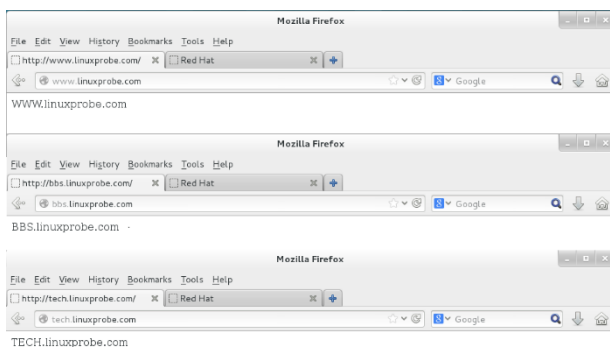 Mozilla Firefox
File Edit View History Bookmarks Tools Help
http://www.linuxprobe.com/ Red Hat
www.linuxprobe.com Google
WWW.linuxprobe.com
Mozilla Firefox
File Edit View History Bookmarks Tools Help
http://bbs.linuxprobe.com/ Red Hat
bbs.linuxprobe.com Google
BBS.linuxprobe.com
Mozilla Firefox
File Edit View History Bookmarks Tools Help
http://tech.linuxprobe.com/ Red Hat
tech.linuxprobe.com Google
TECH.linuxprobe.com